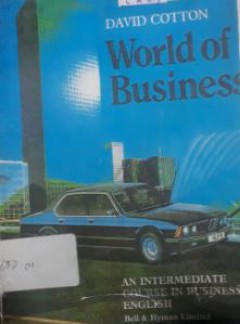 DAVID COTTON
World of
Business
AN INTERMEDIATE
COURSE IN BUSINESS
ENGLISH
Bell & Hyman Limited